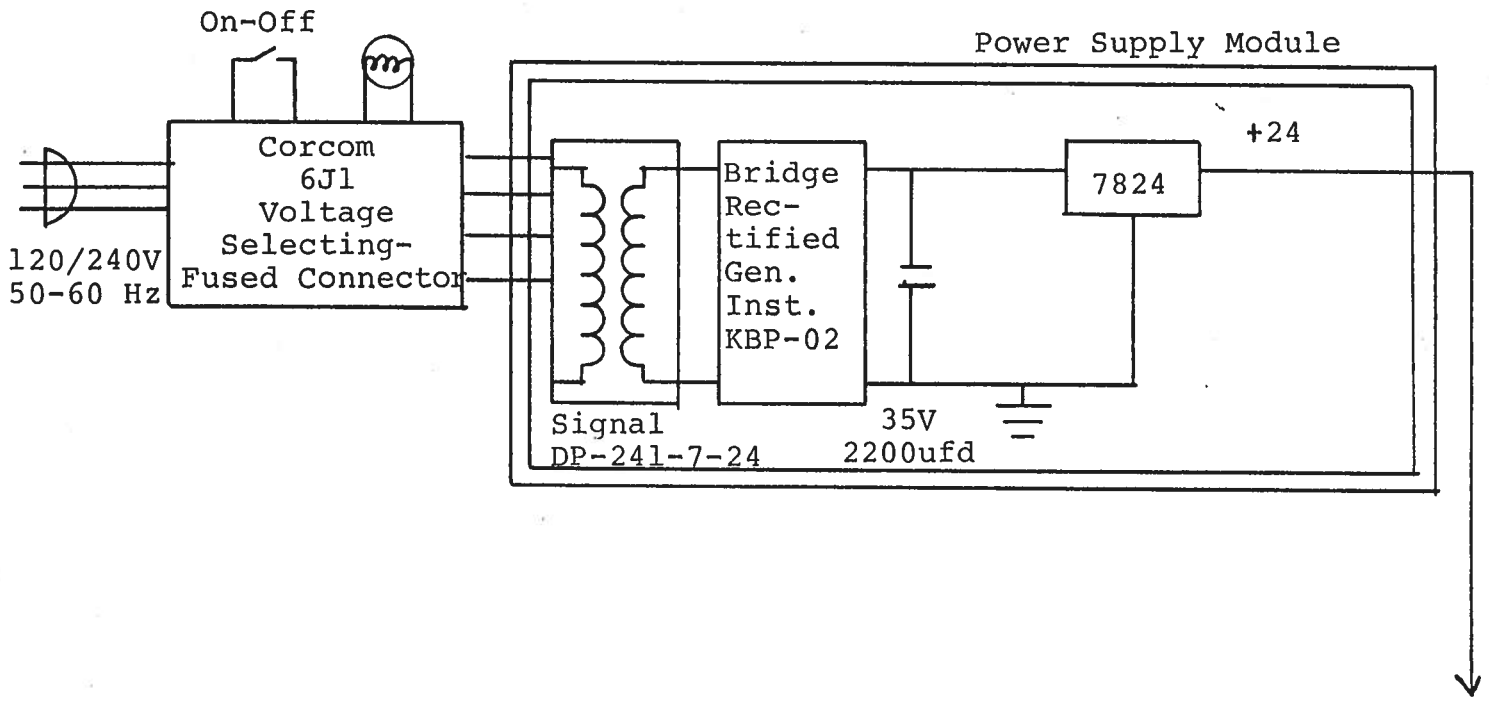 On-Off
Power Supply Module
Corcom
6J1
Voltage
Selecting-
Fused Connector
120/240V
50-60 Hz
Bridge
Rec-
tified
Gen.
Inst.
KBP-02
7824
+24
Signal
DP-241-7-24
35V
2200ufd